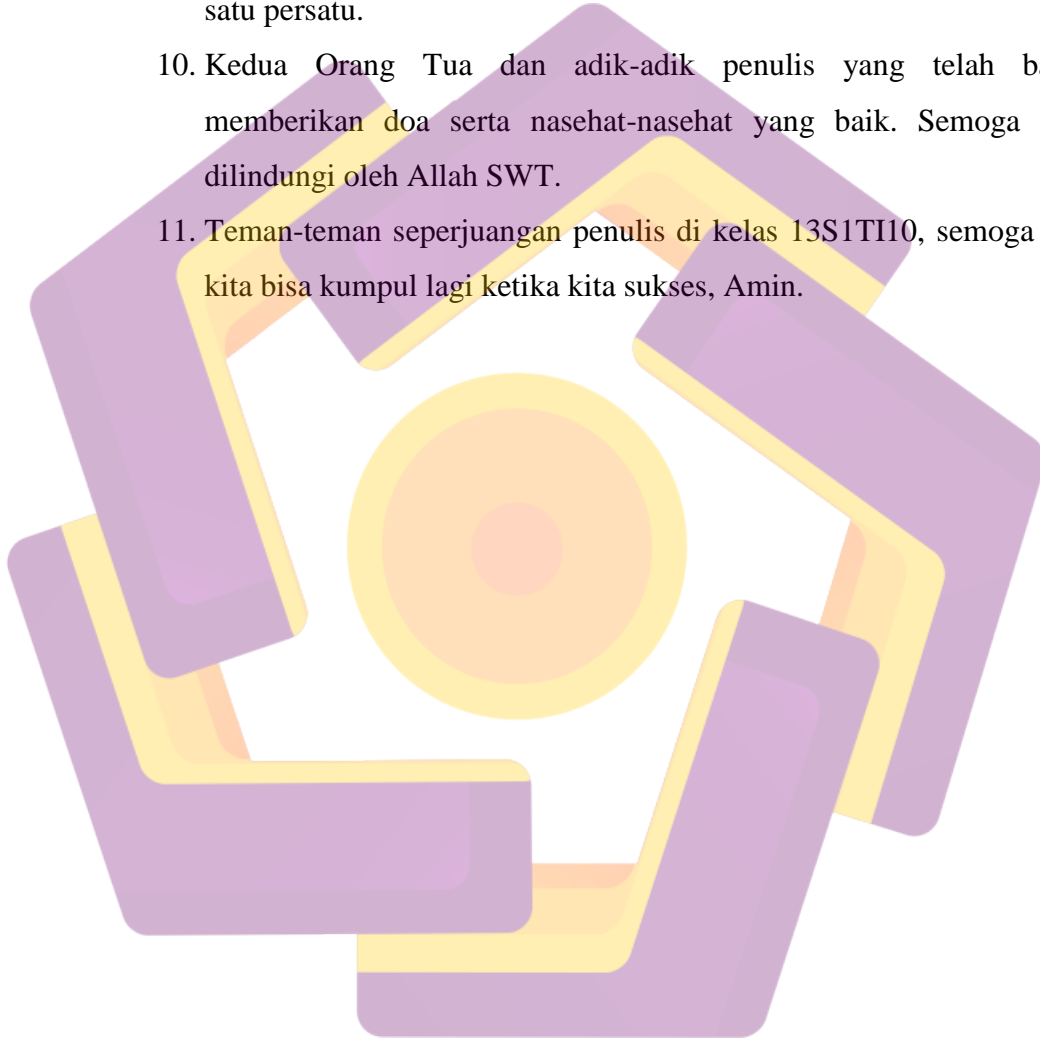 satu persatu.
10. Kedua Orang Tua dan adik-adik penulis yang telah
memberikan doa serta nasehat-nasehat yang baik. Semoga
dilindungi oleh Allah SWT.
11. Teman-teman seperjuangan penulis di kelas 13S1TI10, semoga
kita bisa kumpul lagi ketika kita sukses, Amin.